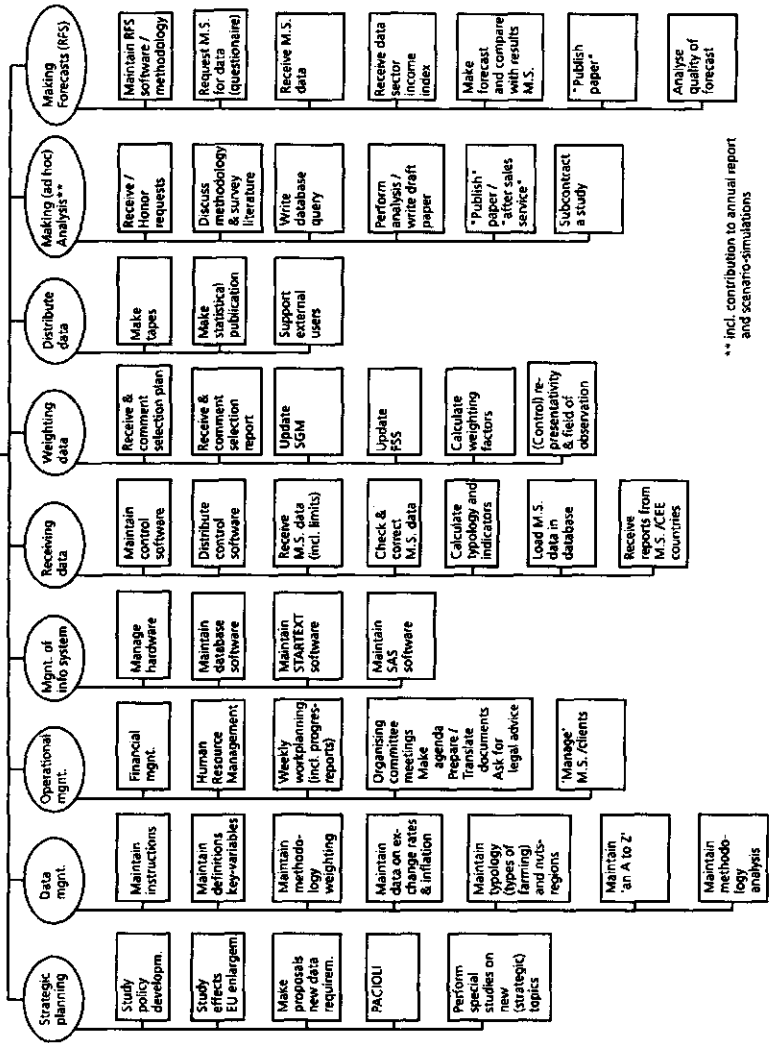 Strategic
planning
Study
policy
developm.
Study
effects
EU enlargem.
Make
proposals
new data
requirem.
PACIOLI
Perform
special
studies on
new
(strategic)
topics
Data
mgnt.
Maintain
instructions
Maintain
definitions
key-variables
Maintain
methodo-
logy
weighting
Maintain
data on ex-
change rates
& inflation
Maintain
typology
(types of
farming)
and nuts-
regions
Maintain
'an A to Z'
Maintain
methodo-
logy
analysis
Operational
mgnt.
Financial
mgnt.
Human
Resource
Management
Weekly
workplanning
(incl. progres-
reports)
Organising
committee
meetings
Make
agenda
Prepare /
Translate
documents
Ask for
legal advice
'Manage'
M.S. /clients
Mgnt. of
info system
Manage
hardware
Maintain
database
software
Maintain
STARTEXT
software
Maintain
SAS
software
Receiving
data
Maintain
control
software
Distribute
control
software
Receive
M.S. data
(incl. limits)
Check &
correct
M.S. data
Calculate
typology and
indicators
Load M.S.
data in
database
Receive
reports from
M.S. /CEE
countries
Weighting
data
Receive &
comment
selection plan
Receive &
comment
selection
report
Update
SGM
Update
FSS
Calculate
weighting
factors
(Control) re-
presentativity
& field of
observation
Distribute
data
Make
tapes
Make
statistical
publication
Support
external
users
Making (ad hoc)
Analysis**
Receive /
Honor
requests
Discuss
methodology
& survey
literature
Write
database
query
Perform
analysis /
write draft
paper
"Publish"
paper /
"after sales
service"
Subcontract
a study
Making
Forecasts (RFS)
Maintain RFS
software /
methodology
Request M.S.
for data
(questionaire)
Receive M.S.
data
Receive data
sector
income
index
Make
forecast
and compare
with results
M.S.
"Publish
paper"
Analyse
quality of
forecast
** incl. contribution to annual report
and scenario-simulations